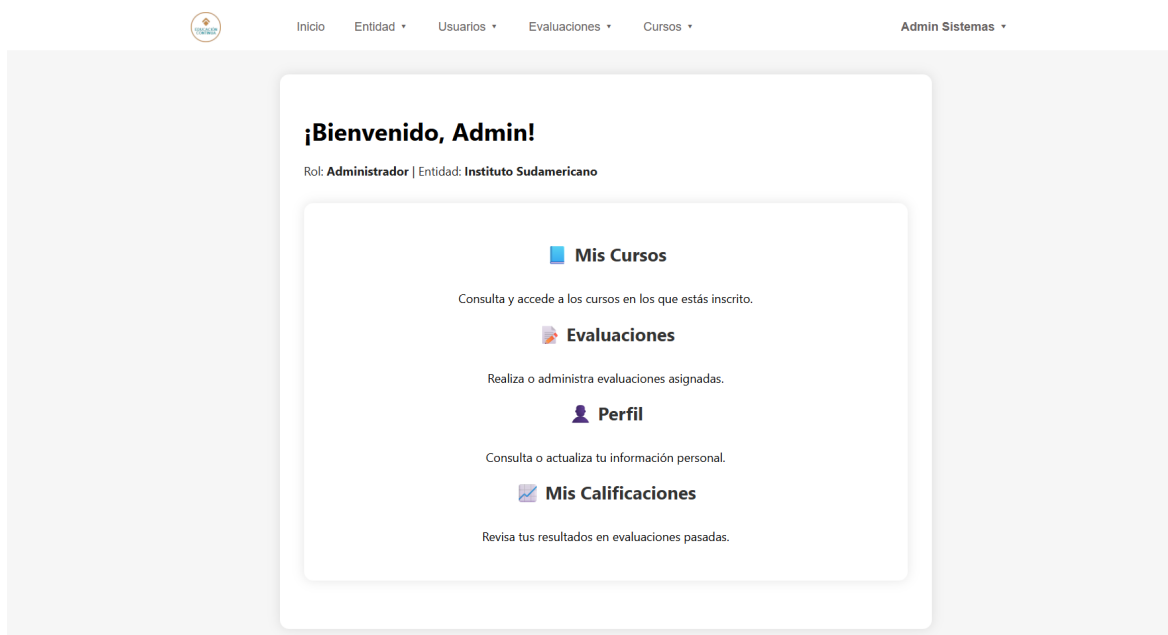 EDUCACIÓN
CONTINUA
Inicio
Entidad
Usuarios
Evaluaciones
Cursos
Admin Sistemas
¡Bienvenido, Admin!
Rol: Administrador | Entidad: Instituto Sudamericano
Mis Cursos
Consulta y accede a los cursos en los que estás inscrito.
Evaluaciones
Realiza o administra evaluaciones asignadas.
Perfil
Consulta o actualiza tu información personal.
Mis Calificaciones
Revisa tus resultados en evaluaciones pasadas.